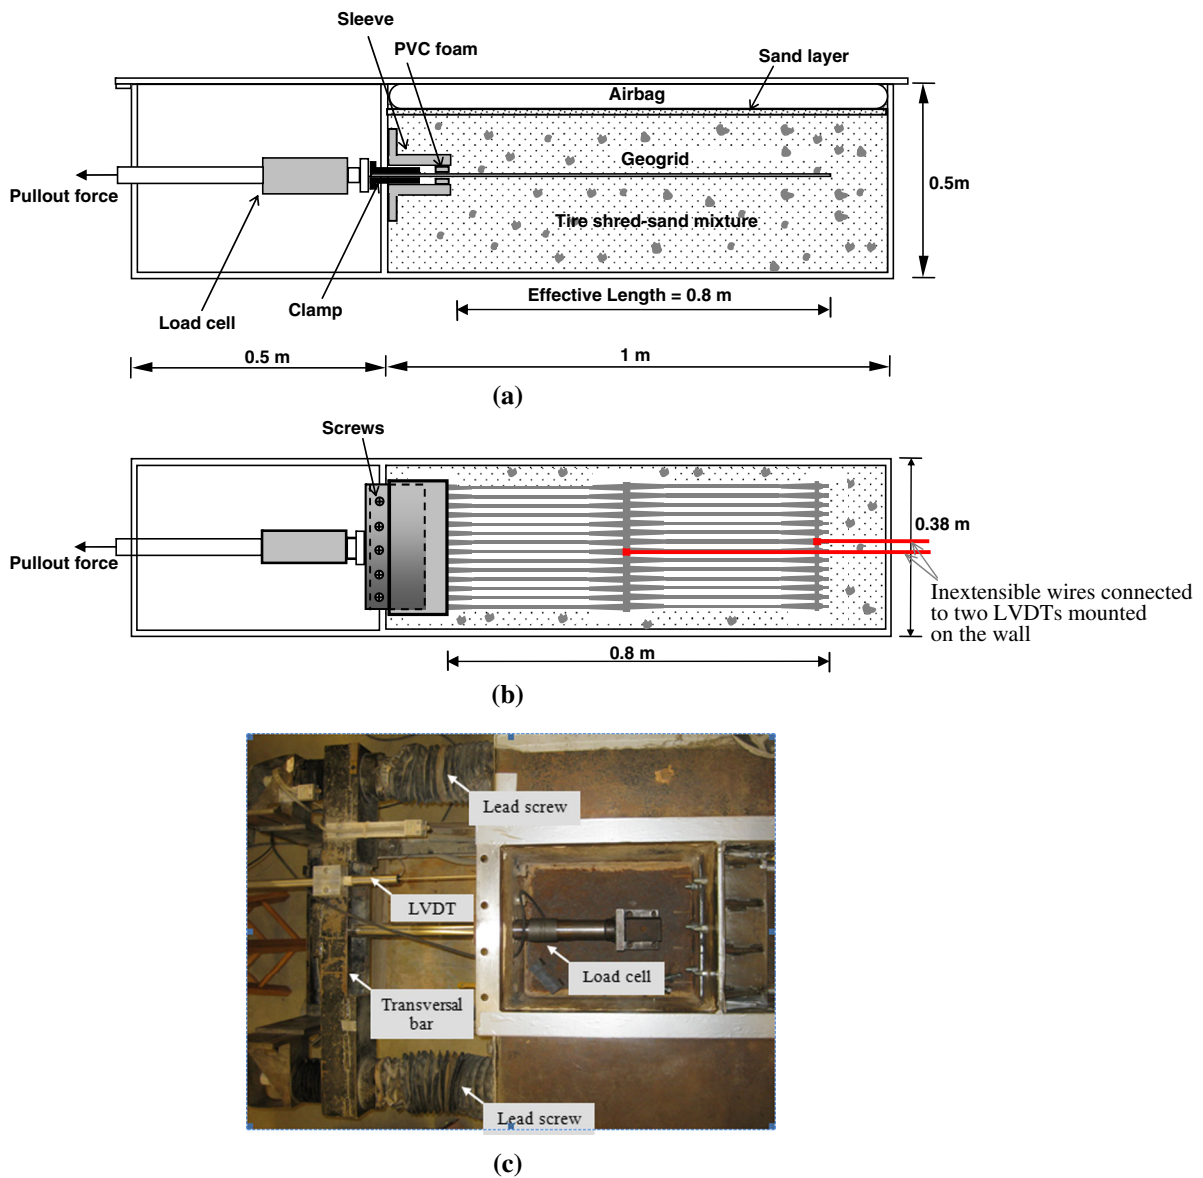 Sleeve
PVC foam
Sand layer
Airbag
Geogrid
Pullout force
0.5m
Tire shred-sand mixture
Effective Length = 0.8 m
Clamp
Load cell
0.5 m
1 m
(a)
Screws
0.38 m
Pullout force
Inextensible wires connected
to two LVDTs mounted
on the wall
0.8 m
(b)
Lead screw
LVDT
Load cell
Transversal
bar
Lead screw
(c)